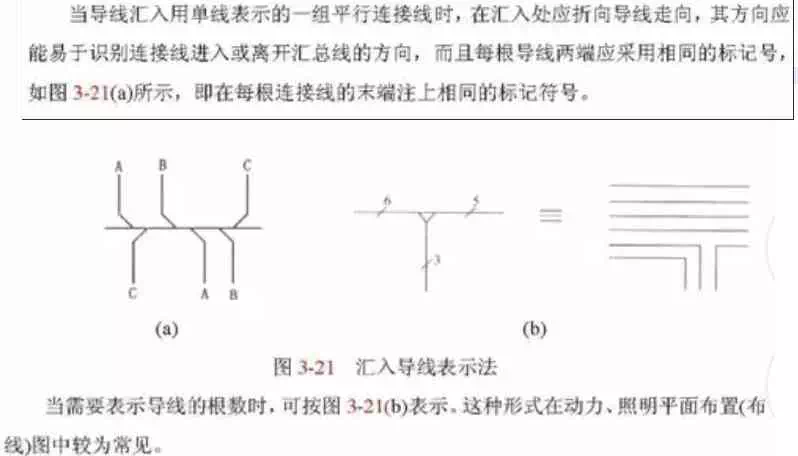 当导线汇入用单线表示的一组平行连接线时，在汇入处应折向导线走向，其方向应
能易于识别连接线进入或离开汇总线的方向，而且每根导线两端应采用相同的标记号，
如图 3-21(a)所示，即在每根连接线的末端注上相同的标记符号。
A B C
6 5
3
C A B
(a) (b)
图 3-21 汇入导线表示法
当需要表示导线的根数时，可按图 3-21(b)表示。这种形式在动力、照明平面布置(布
线)图中较为常见。